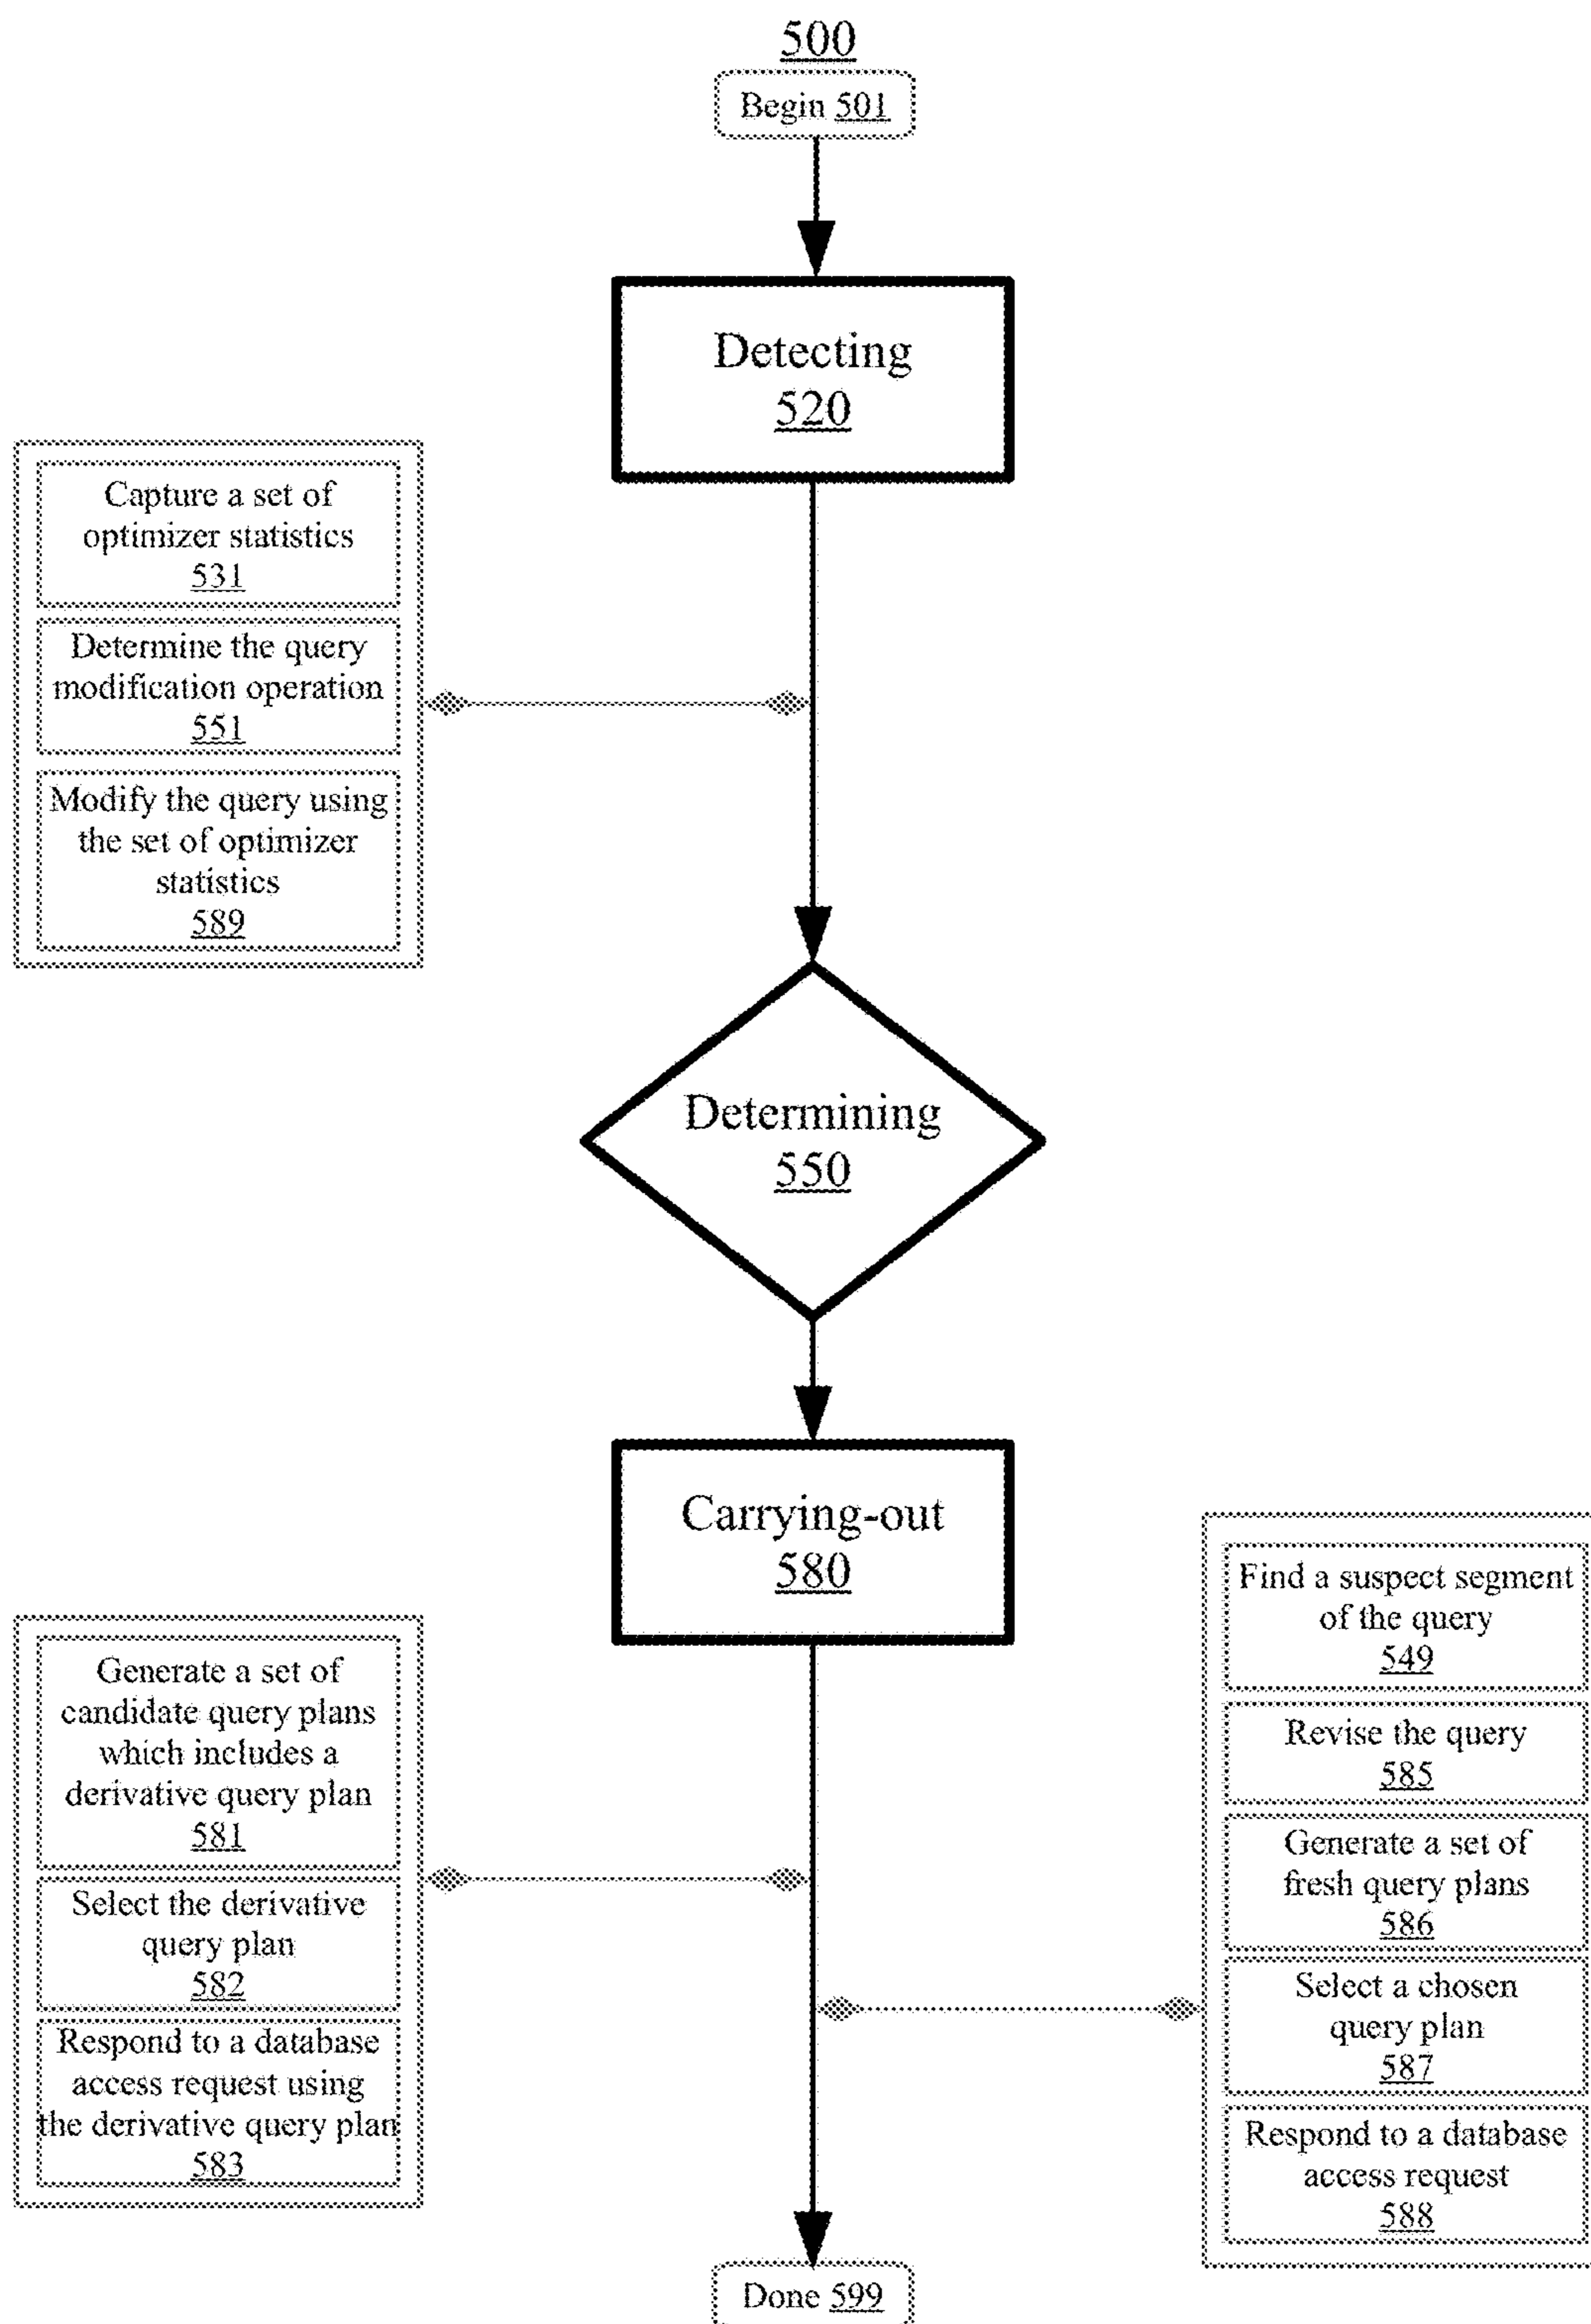 500
Begin 501
Detecting
520
Capture a set of
optimizer statistics
531
Determine the query
modification operation
551
Modify the query using
the set of optimizer
statistics
589
Determining
550
Carrying-out
580
Generate a set of
candidate query plans
which includes a
derivative query plan
581
Select the derivative
query plan
582
Respond to a database
access request using
the derivative query plan
583
Find a suspect segment
of the query
549
Revise the query
585
Generate a set of
fresh query plans
586
Select a chosen
query plan
587
Respond to a database
access request
588
Done 599